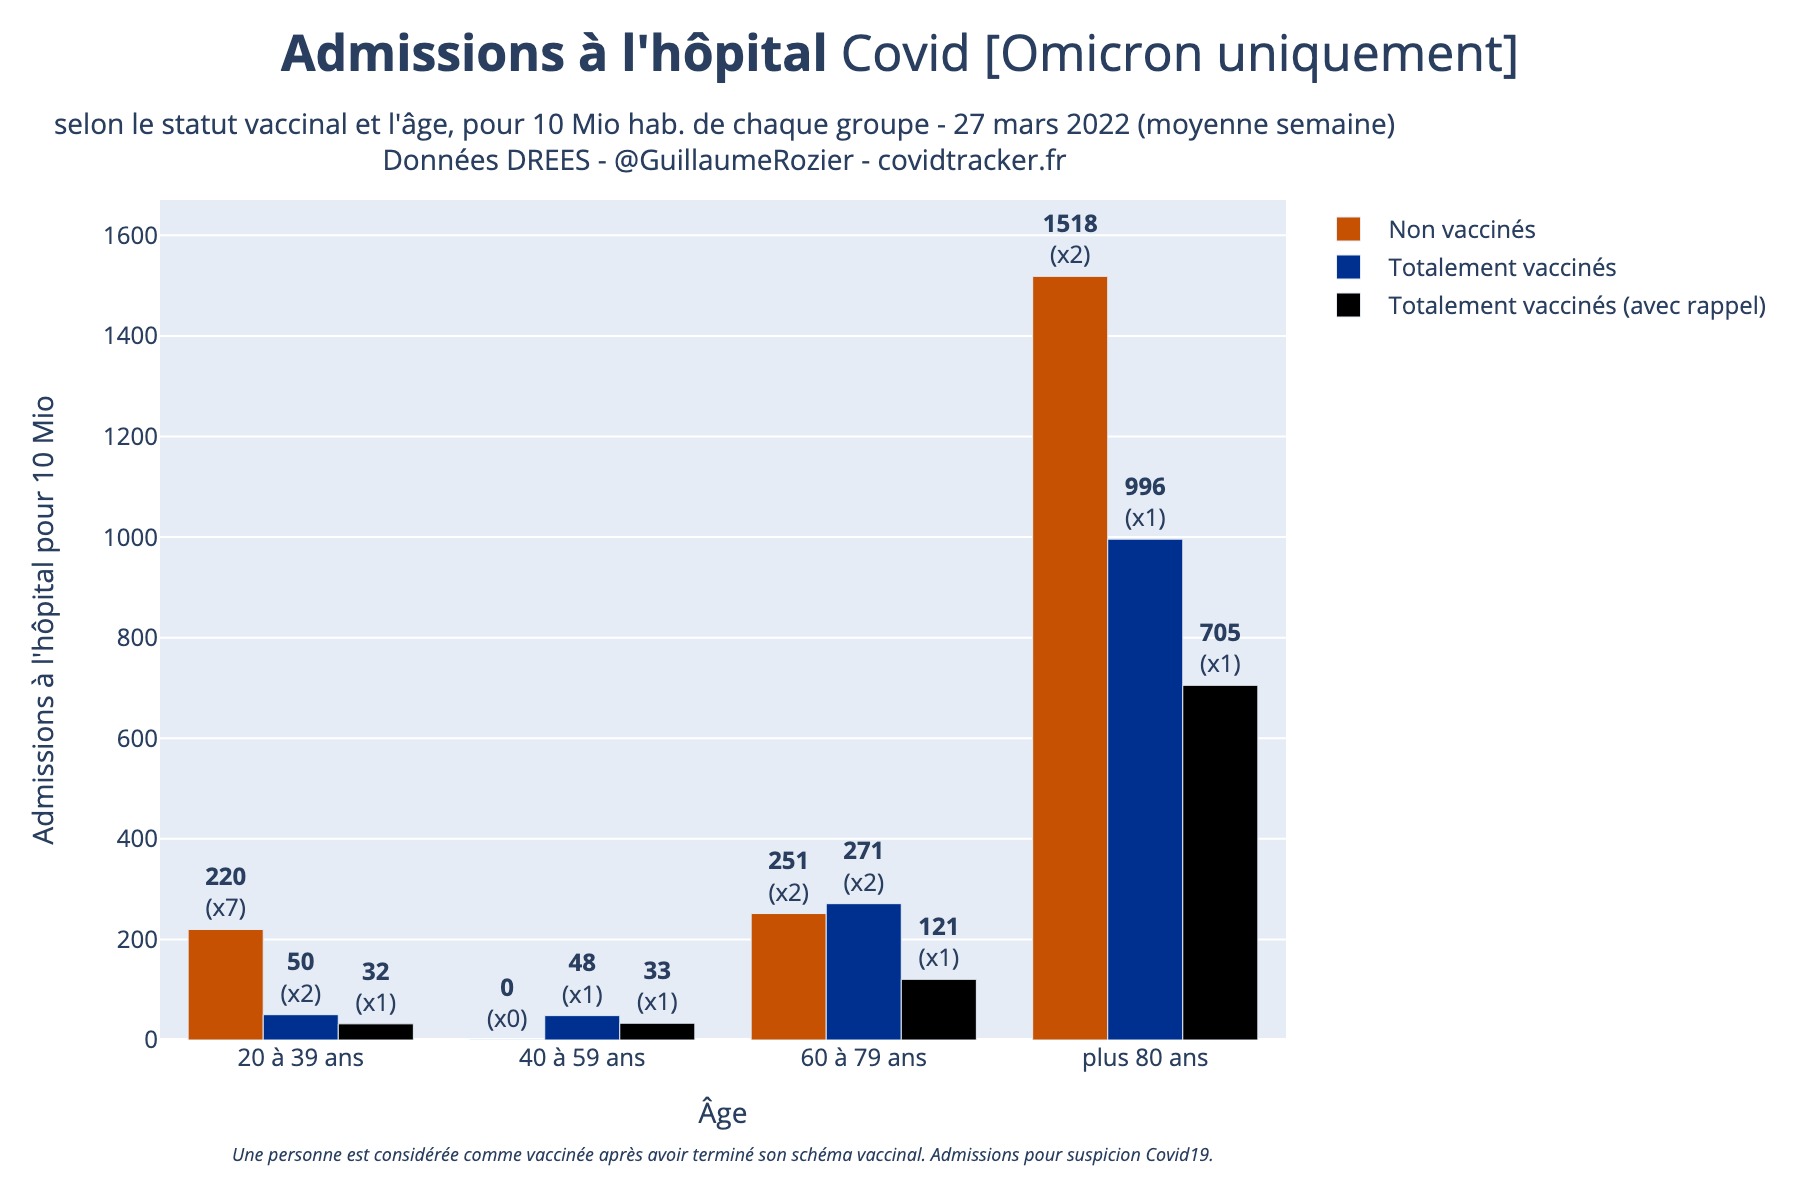 Admissions à l'hôpital Covid [Omicron uniquement]
selon le statut vaccinal et l'âge, pour 10 Mio hab. de chaque groupe - 27 mars 2022 (moyenne semaine)
Données DREES - @GuillaumeRozier - covidtracker.fr
Non vaccinés
Totalement vaccinés
Totalement vaccinés (avec rappel)
Admissions à l'hôpital pour 10 Mio
1600
1400
1200
1000
800
600
400
200
0
220
(x7)
50
(x2)
32
(x1)
0
(x0)
48
(x1)
33
(x1)
251
(x2)
271
(x2)
121
(x1)
1518
(x2)
996
(x1)
705
(x1)
20 à 39 ans
40 à 59 ans
60 à 79 ans
plus 80 ans
Âge
Une personne est considérée comme vaccinée après avoir terminé son schéma vaccinal. Admissions pour suspicion Covid19.